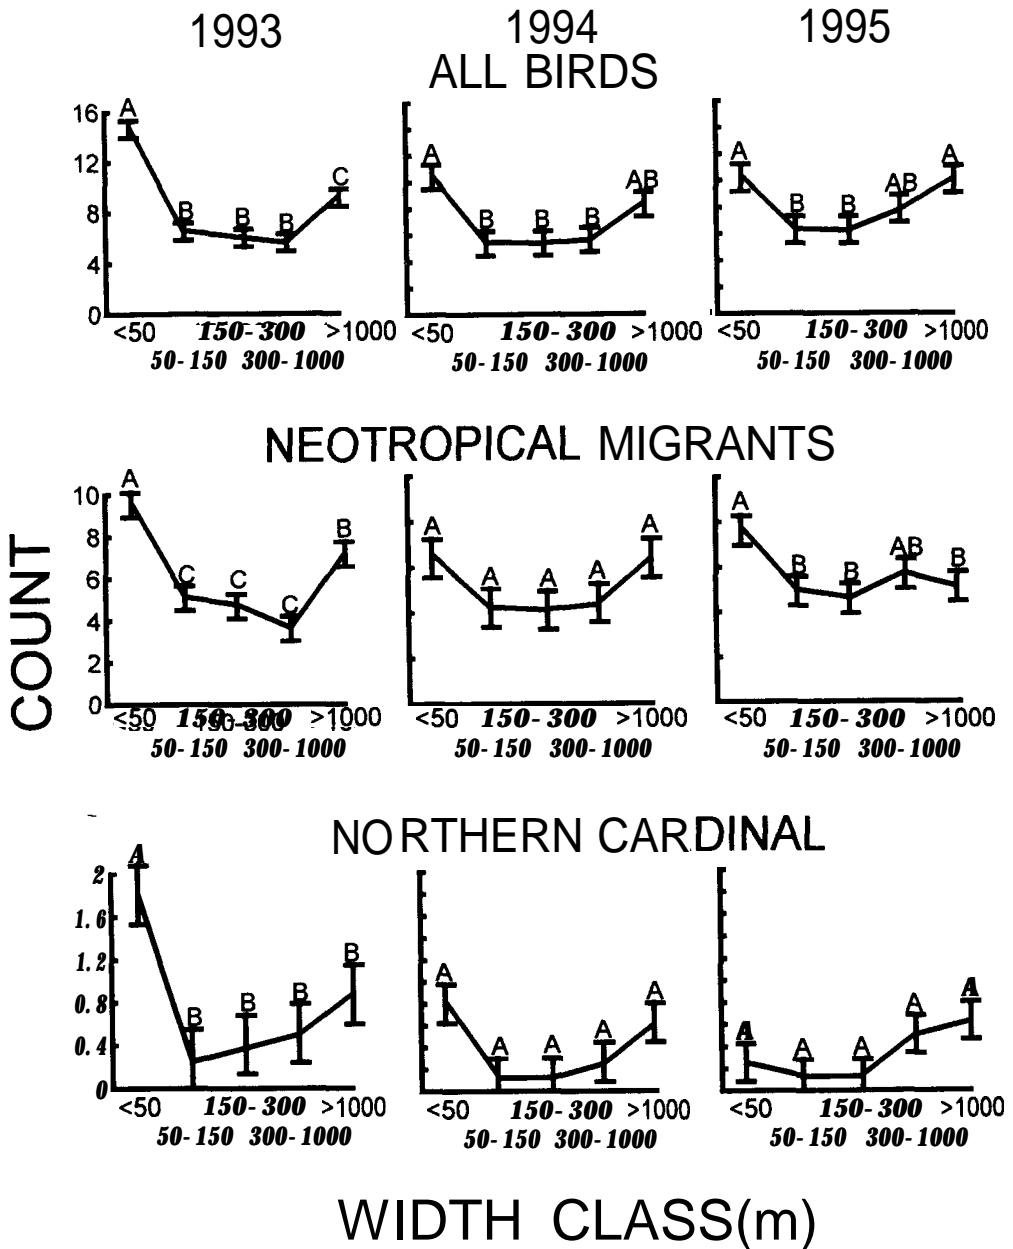 1993 1994 1995
ALL BIRDS
16 12 8 4 0
A B B B C
A B B B AB
A B B AB A
<50 150-300 >1000 <50 150-300 >1000 <50 150-300 >1000
50-150 300-1000 50-150 300-1000 50-150 300-1000
NEOTROPICAL MIGRANTS
COUNT
10 8 6 4 2 0
A C C C B
A A A A A
A B B AB B
<50 150-300 >1000 <50 150-300 >1000 <50 150-300 >1000
50-150 300-1000 50-150 300-1000 50-150 300-1000
NORTHERN CARDINAL
2 1.6 1.2 0.8 0.4 0
A B B B B
A A A A A
A A A A A
<50 150-300 >1000 <50 150-300 >1000 <50 150-300 >1000
50-150 300-1000 50-150 300-1000 50-150 300-1000
WIDTH CLASS(m)